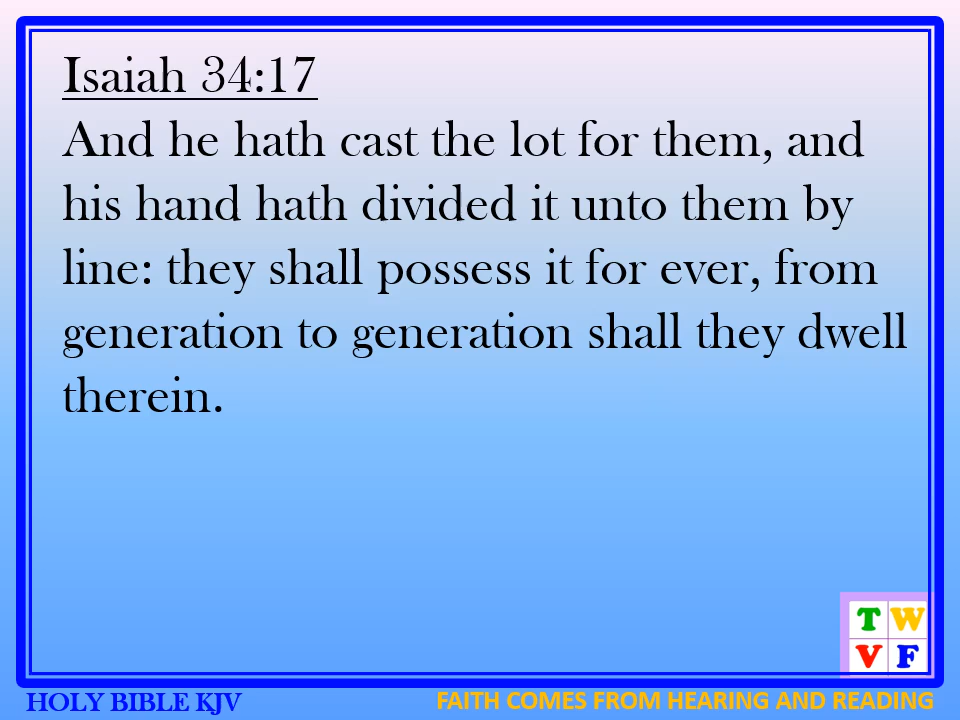 Isaiah 34:17
And he hath cast the lot for them, and
his hand hath divided it unto them by
line: they shall possess it for ever, from
generation to generation shall they dwell
therein.
T W
V F
HOLY BIBLE KJV
FAITH COMES FROM HEARING AND READING